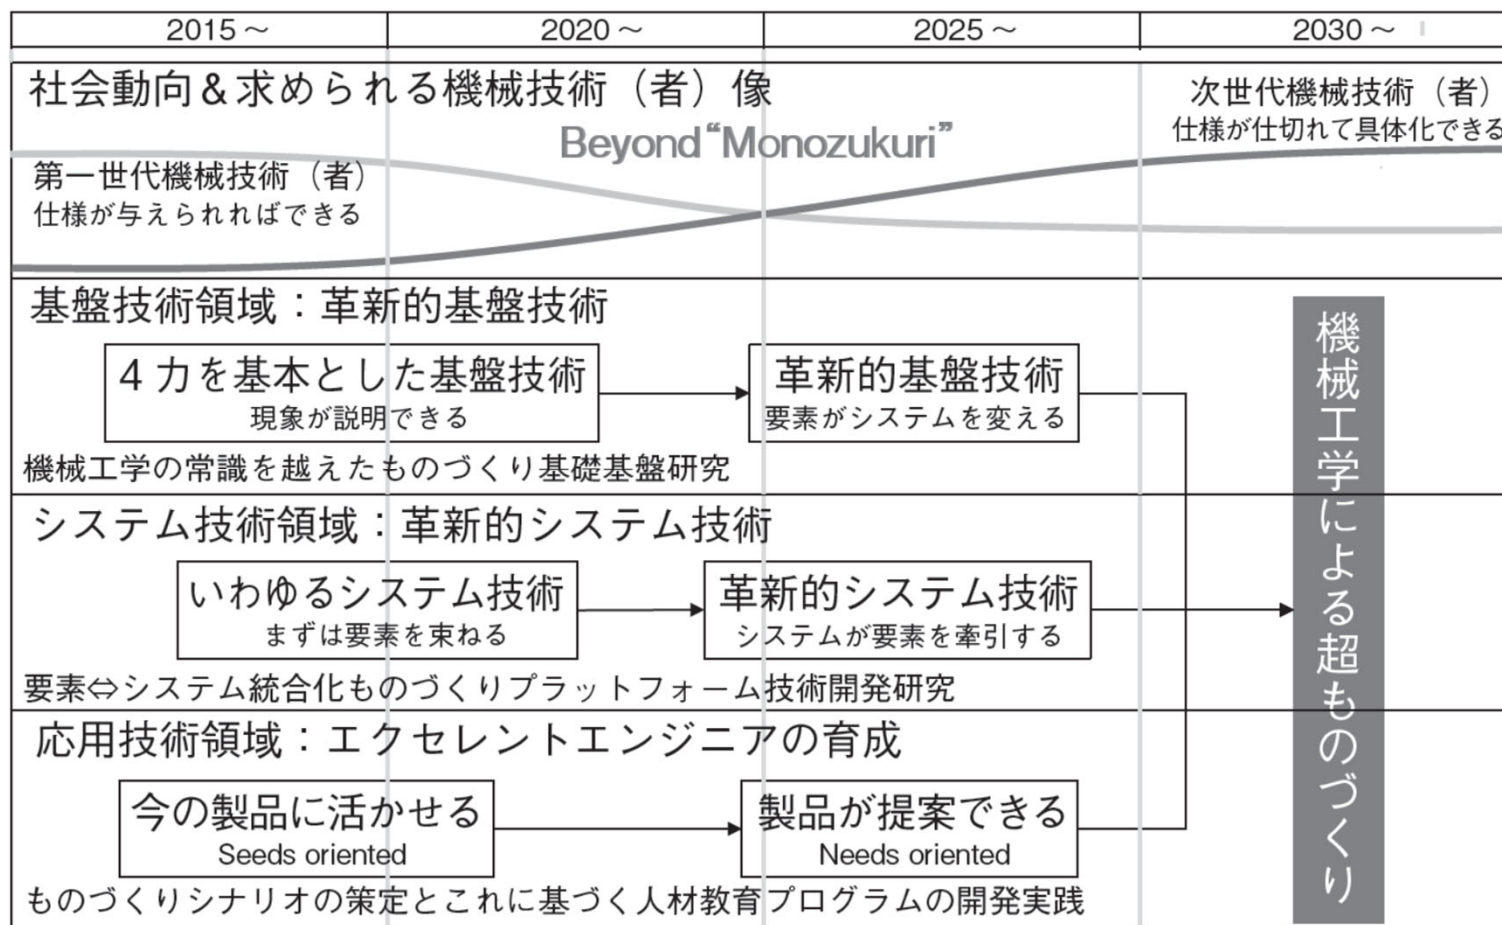 2015～
2020～
2025～
2030～
社会動向＆求められる機械技術（者）像
次世代機械技術（者）
仕様が仕切れて具体化できる
Beyond“Monozukuri”
第一世代機械技術（者）
仕様が与えられればできる
基盤技術領域：革新的基盤技術
4力を基本とした基盤技術
現象が説明できる
革新的基盤技術
要素がシステムを変える
機械工学の常識を越えたものづくり基礎基盤研究
システム技術領域：革新的システム技術
いわゆるシステム技術
まずは要素を束ねる
革新的システム技術
システムが要素を牽引する
要素⇔システム統合化ものづくりプラットフォーム技術開発研究
応用技術領域：エクセレントエンジニアの育成
今の製品に活かせる
Seeds oriented
製品が提案できる
Needs oriented
ものづくりシナリオの策定とこれに基づく人材教育プログラムの開発実践
機械工学による超ものづくり